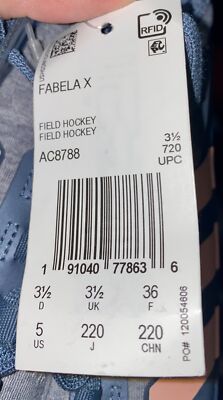 RFID
FABELA X
FIELD HOCKEY
FIELD HOCKEY
AC8788
3½
720
UPC
1 91040 77863 6
3½ 3½ 36
D UK F
5 220 220
US J CHN
PO# 120054606